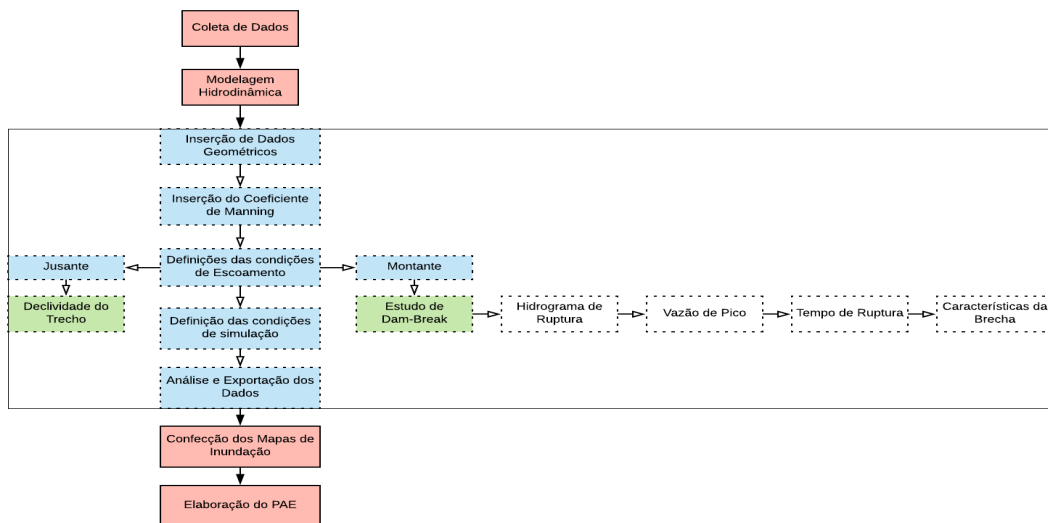 Coleta de Dados
Modelagem
Hidrodinâmica
Inserção de Dados
Geométricos
Inserção do Coeficiente
de Manning
Jusante
Definições das condições
de Escoamento
Montante
Declividade do
Trecho
Definição das condições
de simulação
Estudo de
Dam-Break
Hidrograma de
Ruptura
Vazão de Pico
Tempo de Ruptura
Características da
Brecha
Análise e Exportação dos
Dados
Confecção dos Mapas de
Inundação
Elaboração do PAE